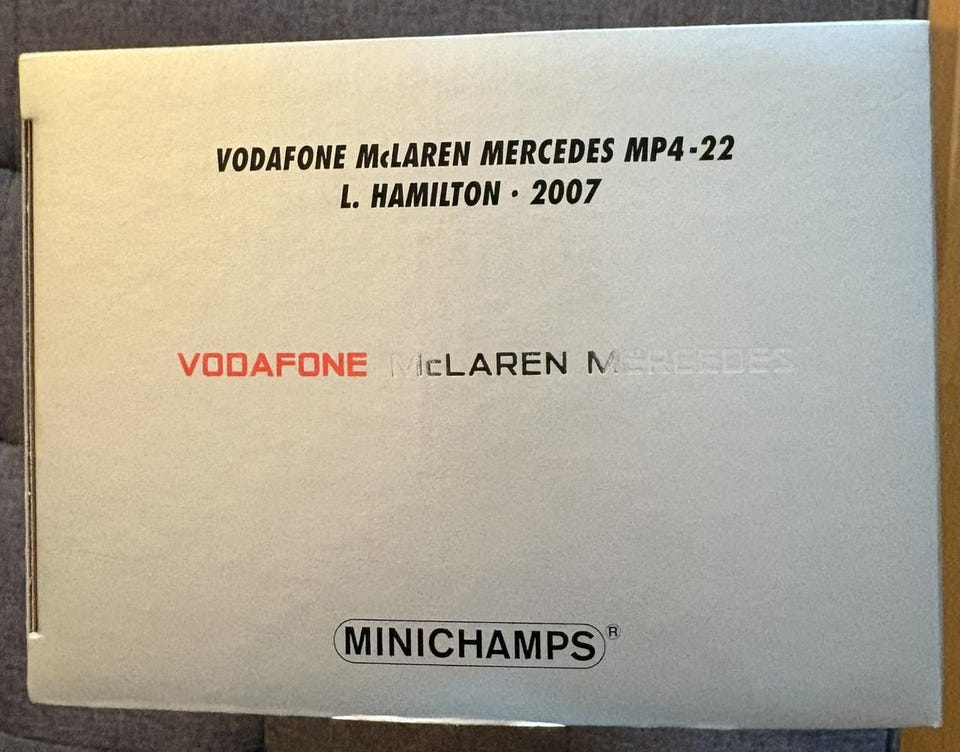 VODAFONE McLAREN MERCEDES MP4-22
L. HAMILTON · 2007
VODAFONE McLAREN MERCEDES
MINICHAMPS®